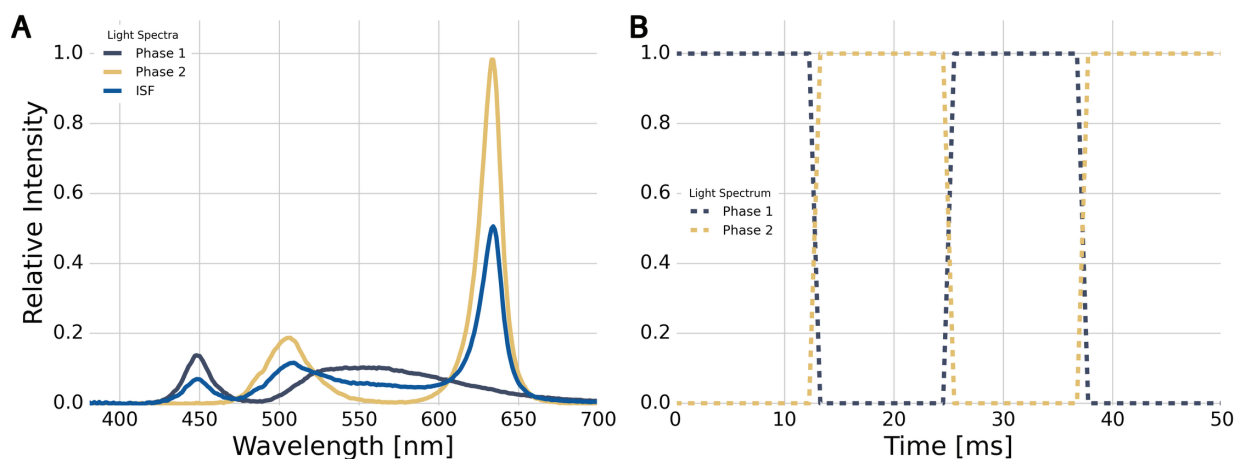 A
Light Spectra
Phase 1
Phase 2
ISF
1.0
0.8
0.6
0.4
0.2
0.0
Relative Intensity
400
450
500
550
600
650
700
Wavelength [nm]
B
1.0
0.8
0.6
0.4
0.2
0.0
Light Spectrum
Phase 1
Phase 2
0
10
20
30
40
50
Time [ms]